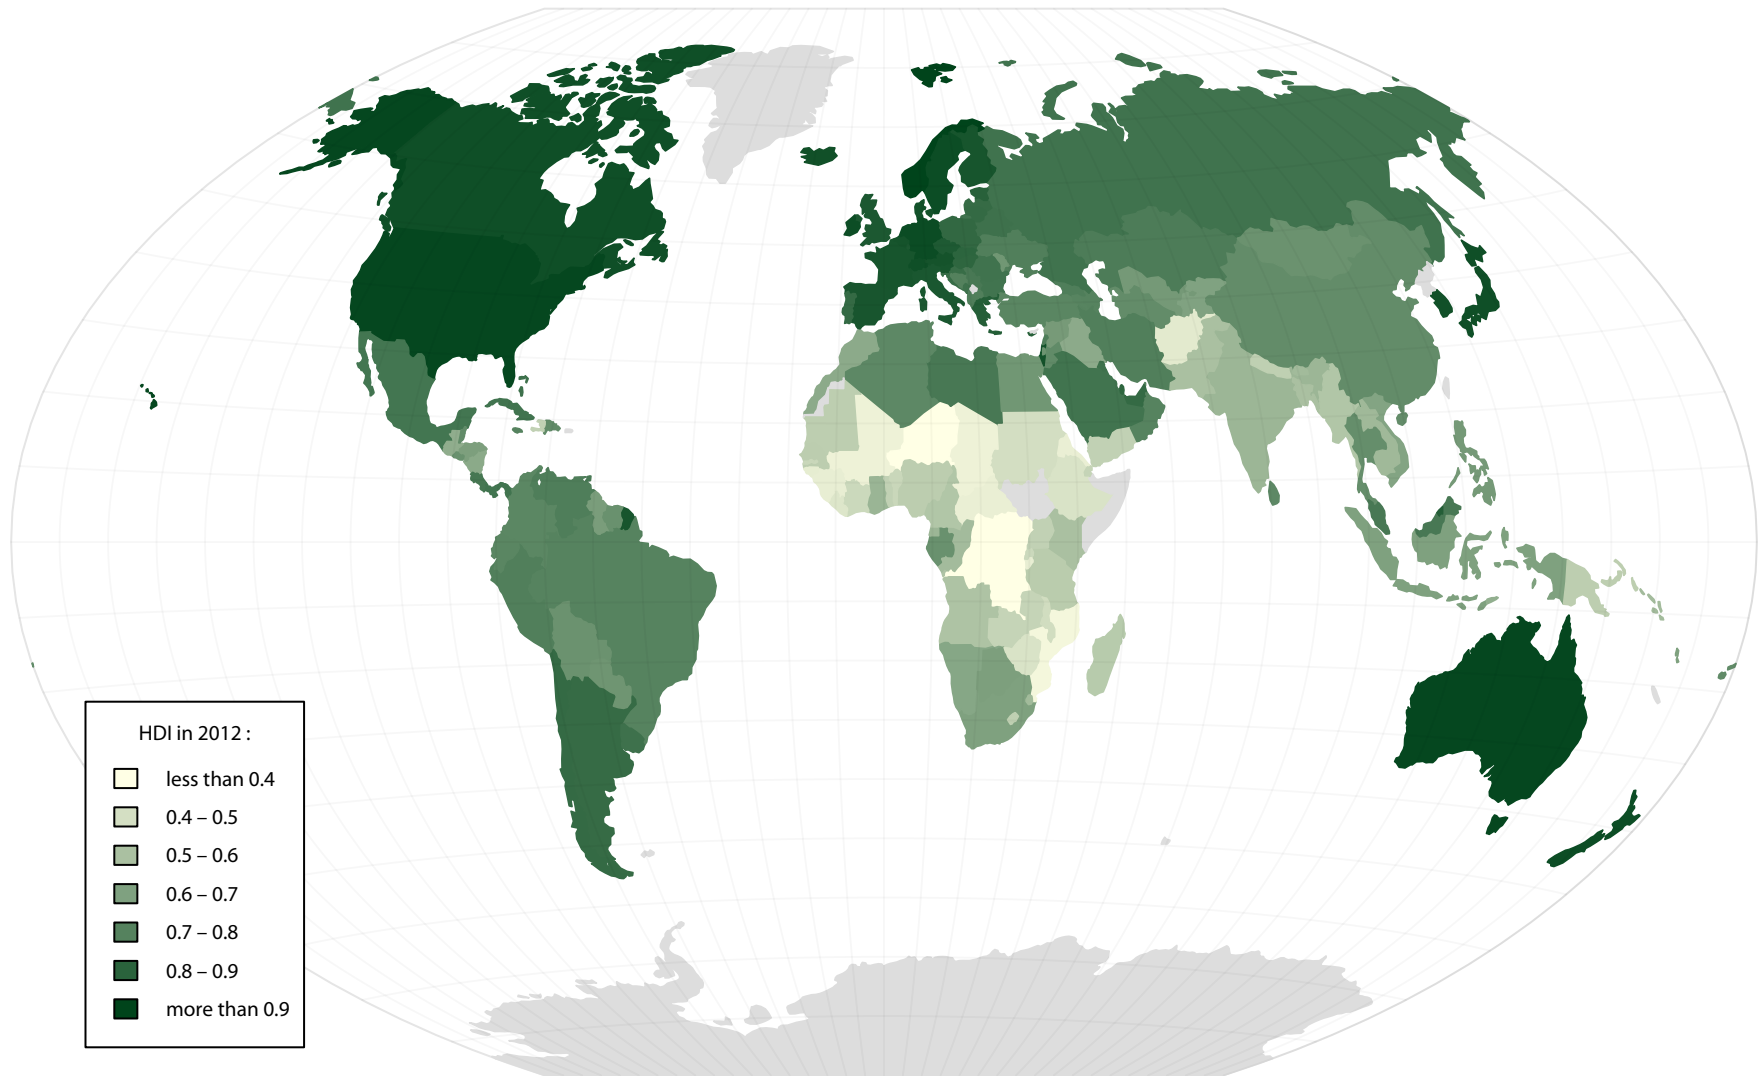 HDI in 2012 :
less than 0.4
0.4 – 0.5
0.5 – 0.6
0.6 – 0.7
0.7 – 0.8
0.8 – 0.9
more than 0.9